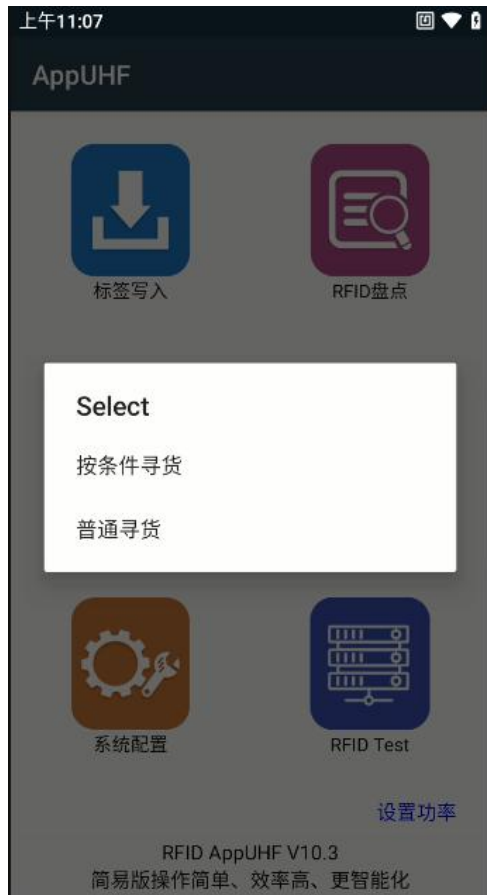 上午11:07
AppUHF
标签写入
RFID盘点
Select
按条件寻货
普通寻货
系统配置
RFID Test
设置功率
RFID AppUHF V10.3
简易版操作简单、效率高、更智能化